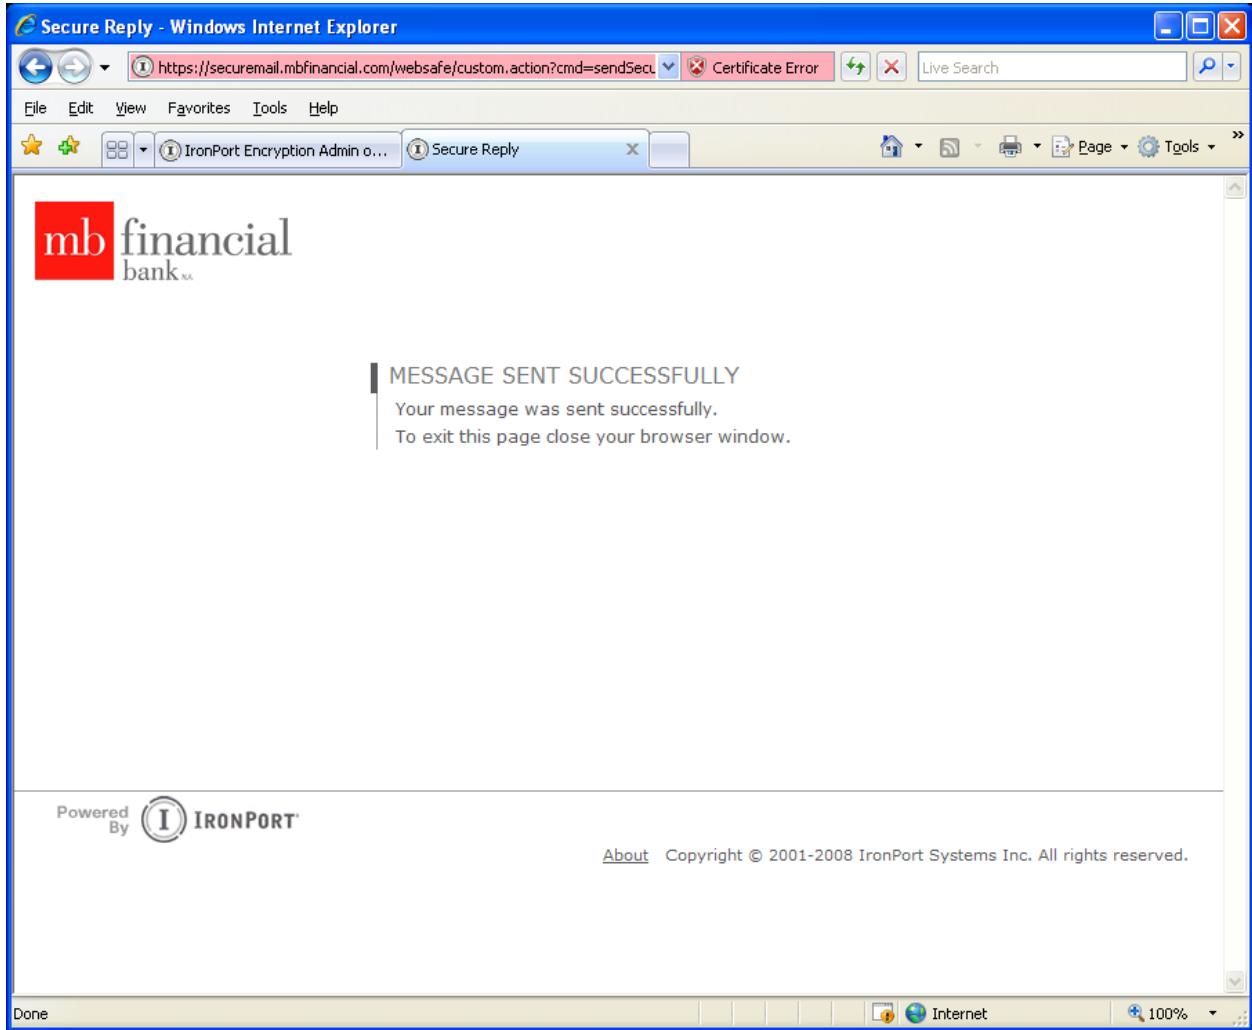 Secure Reply - Windows Internet Explorer
https://securemail.mbfinancial.com/websafe/custom.action?cmd=sendSecu Certificate Error Live Search
File Edit View Favorites Tools Help
IronPort Encryption Admin o... Secure Reply Page Tools »
mb financial
bank N.A.
MESSAGE SENT SUCCESSFULLY
Your message was sent successfully.
To exit this page close your browser window.
Powered
By IRONPORT
About Copyright © 2001-2008 IronPort Systems Inc. All rights reserved.
Done Internet 100%